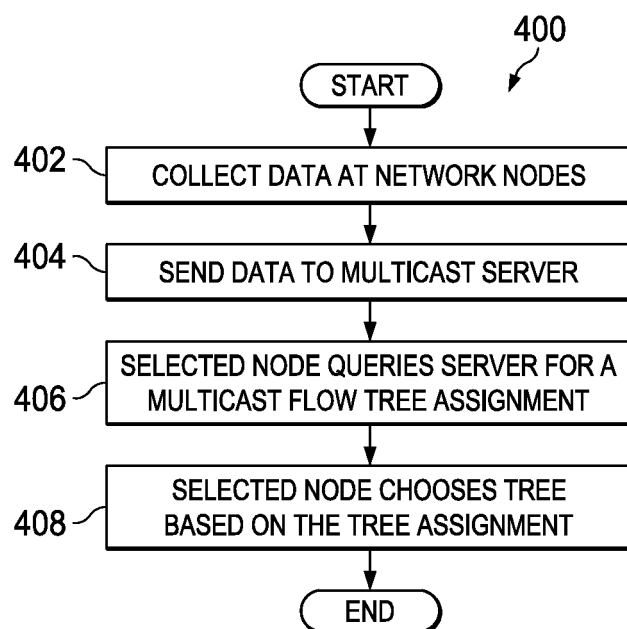 400
START
402
COLLECT DATA AT NETWORK NODES
404
SEND DATA TO MULTICAST SERVER
406
SELECTED NODE QUERIES SERVER FOR A
MULTICAST FLOW TREE ASSIGNMENT
408
SELECTED NODE CHOOSES TREE
BASED ON THE TREE ASSIGNMENT
END